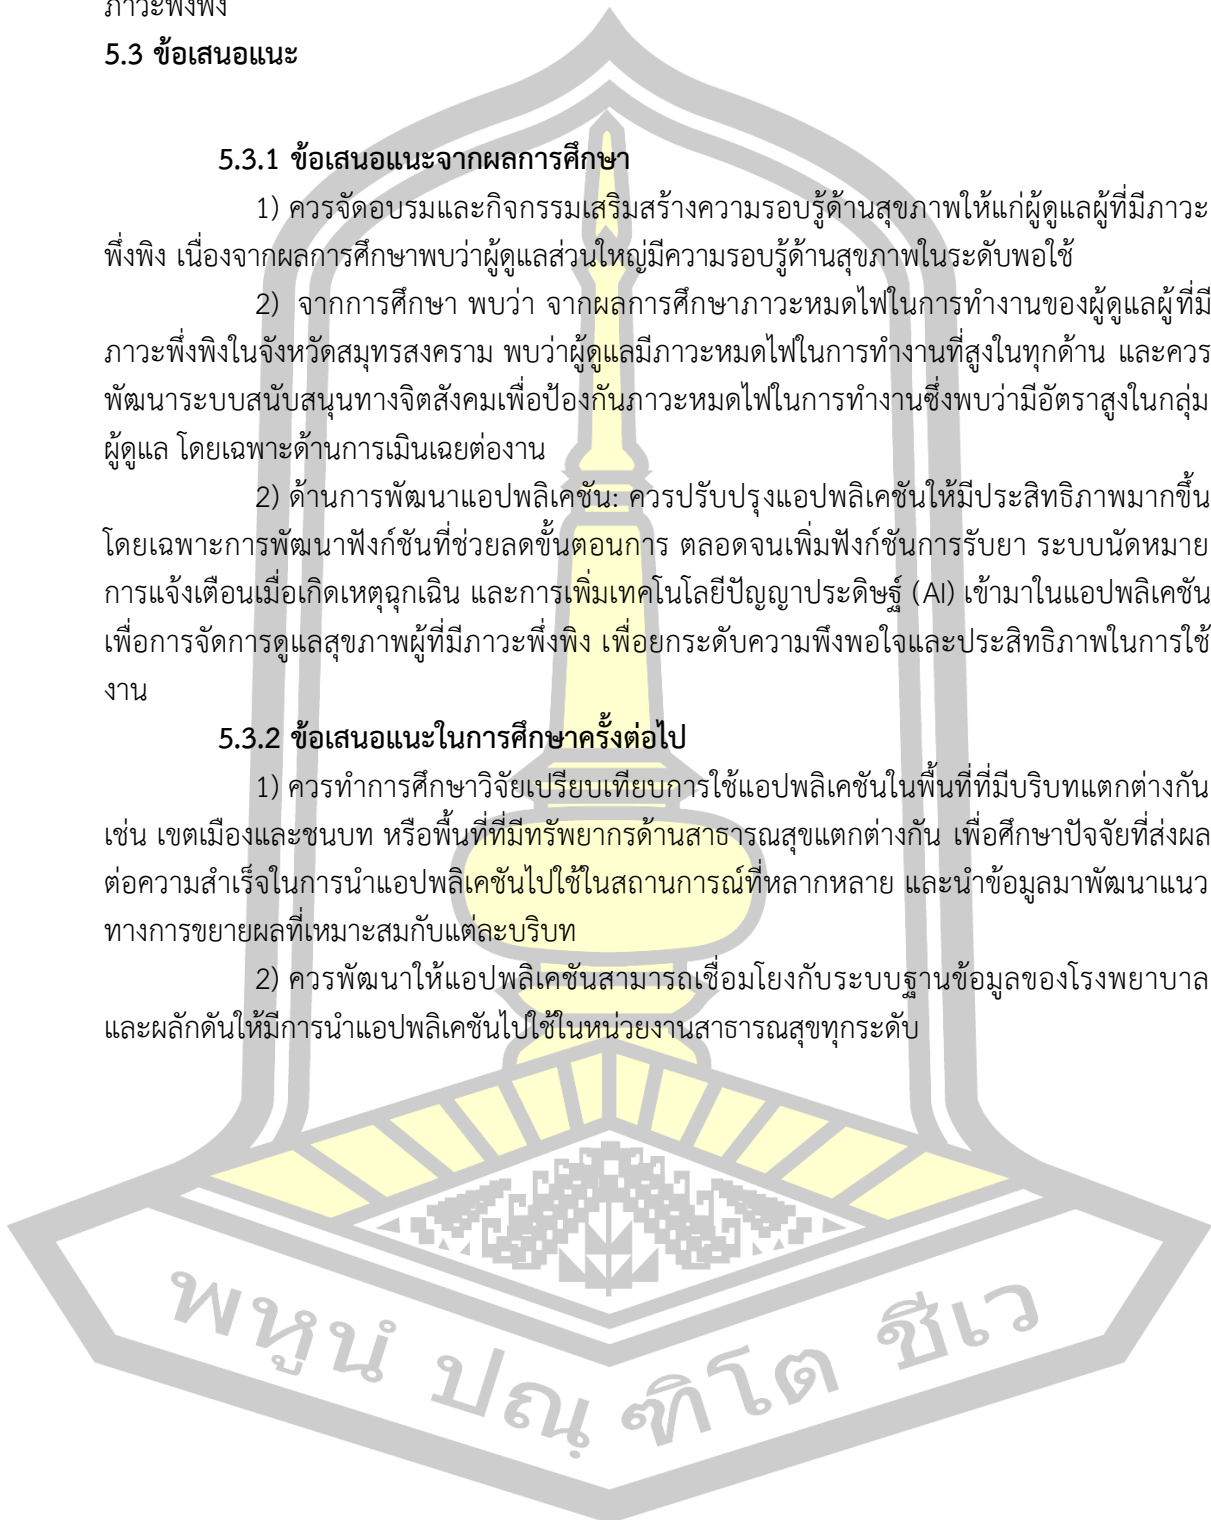 ภาวะพึ่งพิง
5.3 ข้อเสนอแนะ
5.3.1 ข้อเสนอแนะจากผลการศึกษา
1) ควรจัดอบรมและกิจกรรมเสริมสร้างความรอบรู้ด้านสุขภาพให้แก่ผู้ดูแลผู้ที่มีภาวะ
พึ่งพิง เนื่องจากผลการศึกษาพบว่าผู้ดูแลส่วนใหญ่มีความรอบรู้ด้านสุขภาพในระดับพอใช้
2) จากการศึกษา พบว่า จากผลการศึกษาภาวะหมดไฟในการทำงานของผู้ดูแลผู้ที่มี
ภาวะพึ่งพิงในจังหวัดสมุทรสงคราม พบว่าผู้ดูแลมีภาวะหมดไฟในการทำงานที่สูงในทุกด้าน และควร
พัฒนาระบบสนับสนุนทางจิตสังคมเพื่อป้องกันภาวะหมดไฟในการทำงานซึ่งพบว่ามีอัตราสูงในกลุ่ม
ผู้ดูแล โดยเฉพาะด้านการเมินเฉยต่องาน
2) ด้านการพัฒนาแอปพลิเคชัน: ควรปรับปรุงแอปพลิเคชันให้มีประสิทธิภาพมากขึ้น
โดยเฉพาะการพัฒนาฟังก์ชันที่ช่วยลดขั้นตอนการ ตลอดจนเพิ่มฟังก์ชันการรับยา ระบบนัดหมาย
การแจ้งเตือนเมื่อเกิดเหตุฉุกเฉิน และการเพิ่มเทคโนโลยีปัญญาประดิษฐ์ (AI) เข้ามาในแอปพลิเคชัน
เพื่อการจัดการดูแลสุขภาพผู้ที่มีภาวะพึ่งพิง เพื่อยกระดับความพึงพอใจและประสิทธิภาพในการใช้
งาน
5.3.2 ข้อเสนอแนะในการศึกษาครั้งต่อไป
1) ควรทำการศึกษาวิจัยเปรียบเทียบการใช้แอปพลิเคชันในพื้นที่ที่มีบริบทแตกต่างกัน
เช่น เขตเมืองและชนบท หรือพื้นที่ที่มีทรัพยากรด้านสาธารณสุขแตกต่างกัน เพื่อศึกษาปัจจัยที่ส่งผล
ต่อความสำเร็จในการนำแอปพลิเคชันไปใช้ในสถานการณ์ที่หลากหลาย และนำข้อมูลมาพัฒนาแนว
ทางการขยายผลที่เหมาะสมกับแต่ละบริบท
2) ควรพัฒนาให้แอปพลิเคชันสามารถเชื่อมโยงกับระบบฐานข้อมูลของโรงพยาบาล
และผลักดันให้มีการนำแอปพลิเคชันไปใช้ในหน่วยงานสาธารณสุขทุกระดับ
พหูนํ ปณฺฑิโต ชีเว